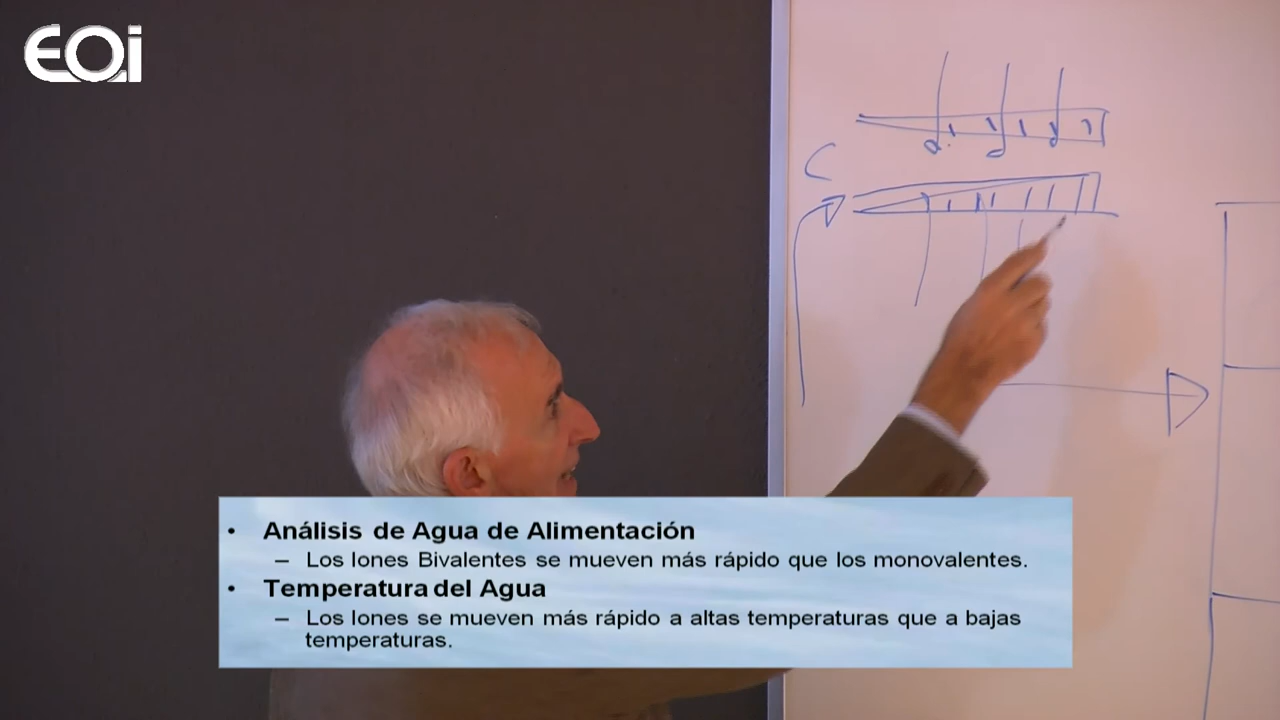 EOi
C
• Análisis de Agua de Alimentación
– Los Iones Bivalentes se mueven más rápido que los monovalentes.
• Temperatura del Agua
– Los Iones se mueven más rápido a altas temperaturas que a bajas
temperaturas.